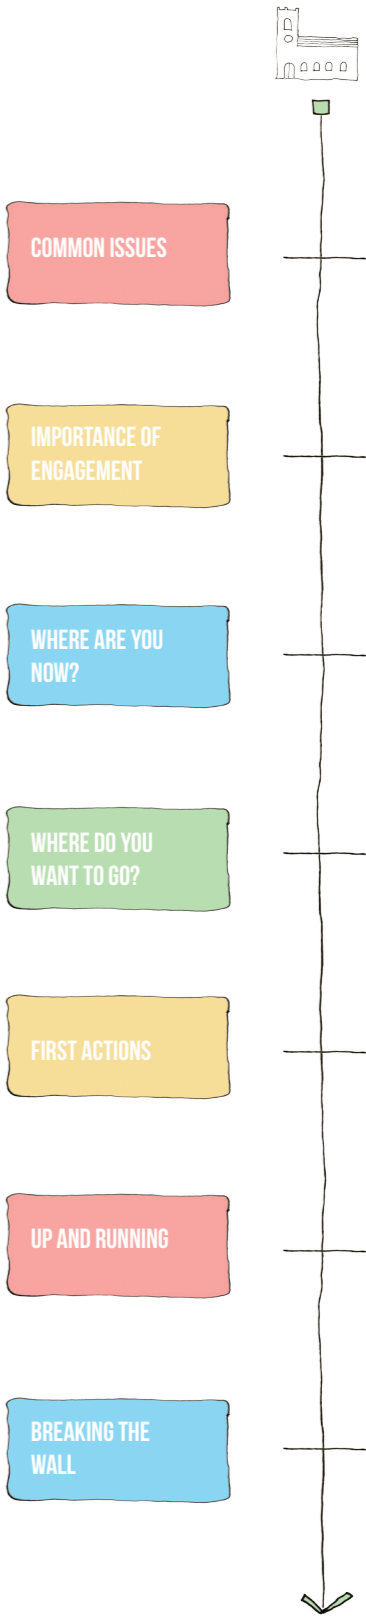 COMMON ISSUES
IMPORTANCE OF
ENGAGEMENT
WHERE ARE YOU
NOW?
WHERE DO YOU
WANT TO GO?
FIRST ACTIONS
UP AND RUNNING
BREAKING THE
WALL